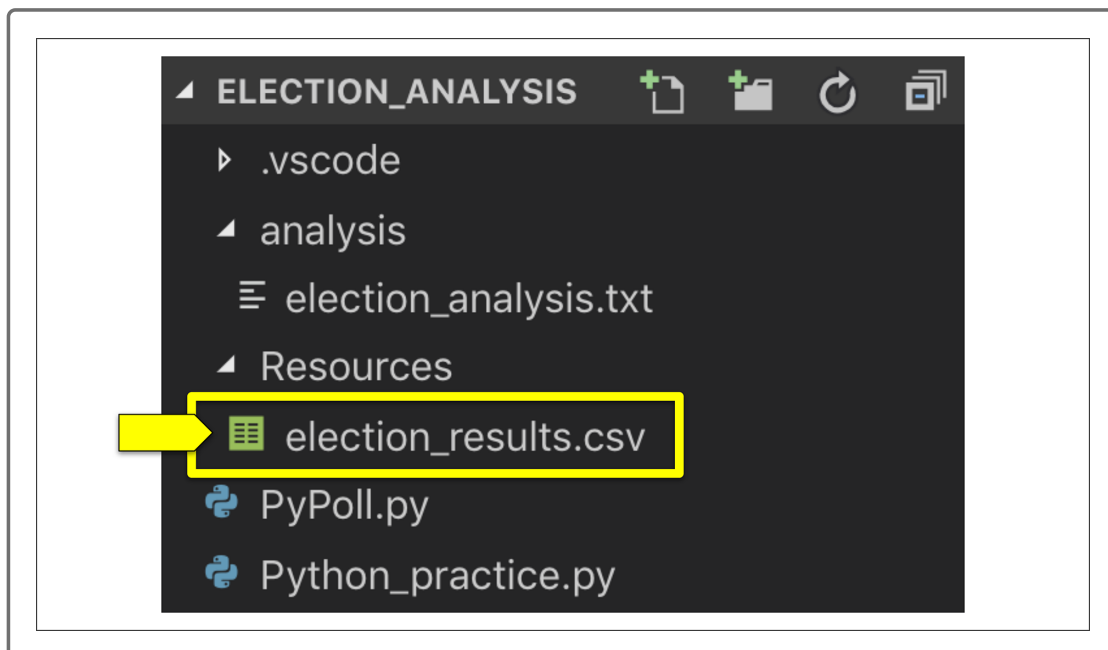 ELECTION_ANALYSIS
.vscode
analysis
election_analysis.txt
Resources
election_results.csv
PyPoll.py
Python_practice.py